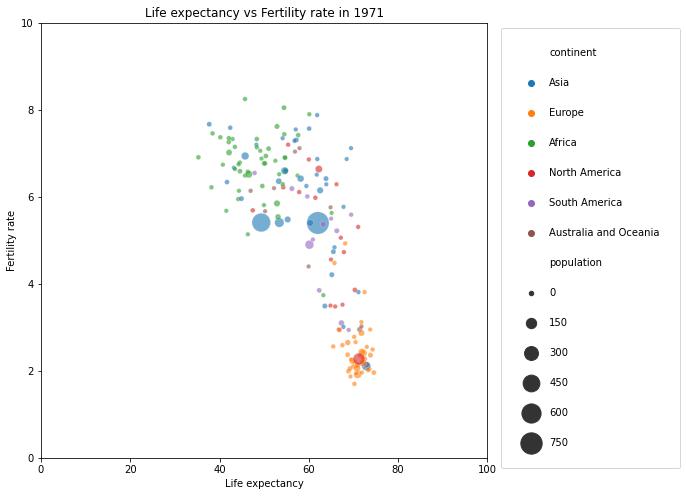 Life expectancy vs Fertility rate in 1971
10
8
6
4
2
0
Fertility rate
0 20 40 60 80 100
Life expectancy
continent
Asia
Europe
Africa
North America
South America
Australia and Oceania
population
0
150
300
450
600
750